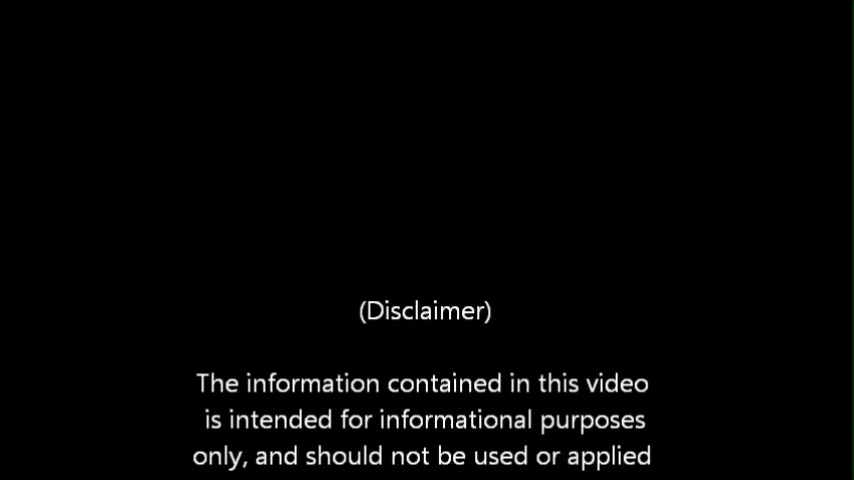 (Disclaimer)
The information contained in this video
is intended for informational purposes
only, and should not be used or applied